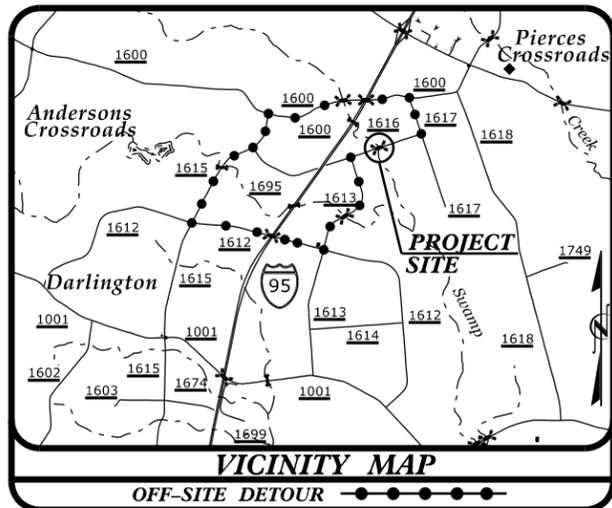 1600
Pierces
Crossroads
1600
1600
1600
1616
1617
1618
Andersons
Crossroads
Creek
1615
1695
1613
1617
1612
1612
PROJECT
SITE
1749
Darlington
1615
95
Swamp
1001
1001
1613
1612
1614
1618
N
1602
1615
1603
1674
1001
1699
VICINITY MAP
OFF-SITE DETOUR